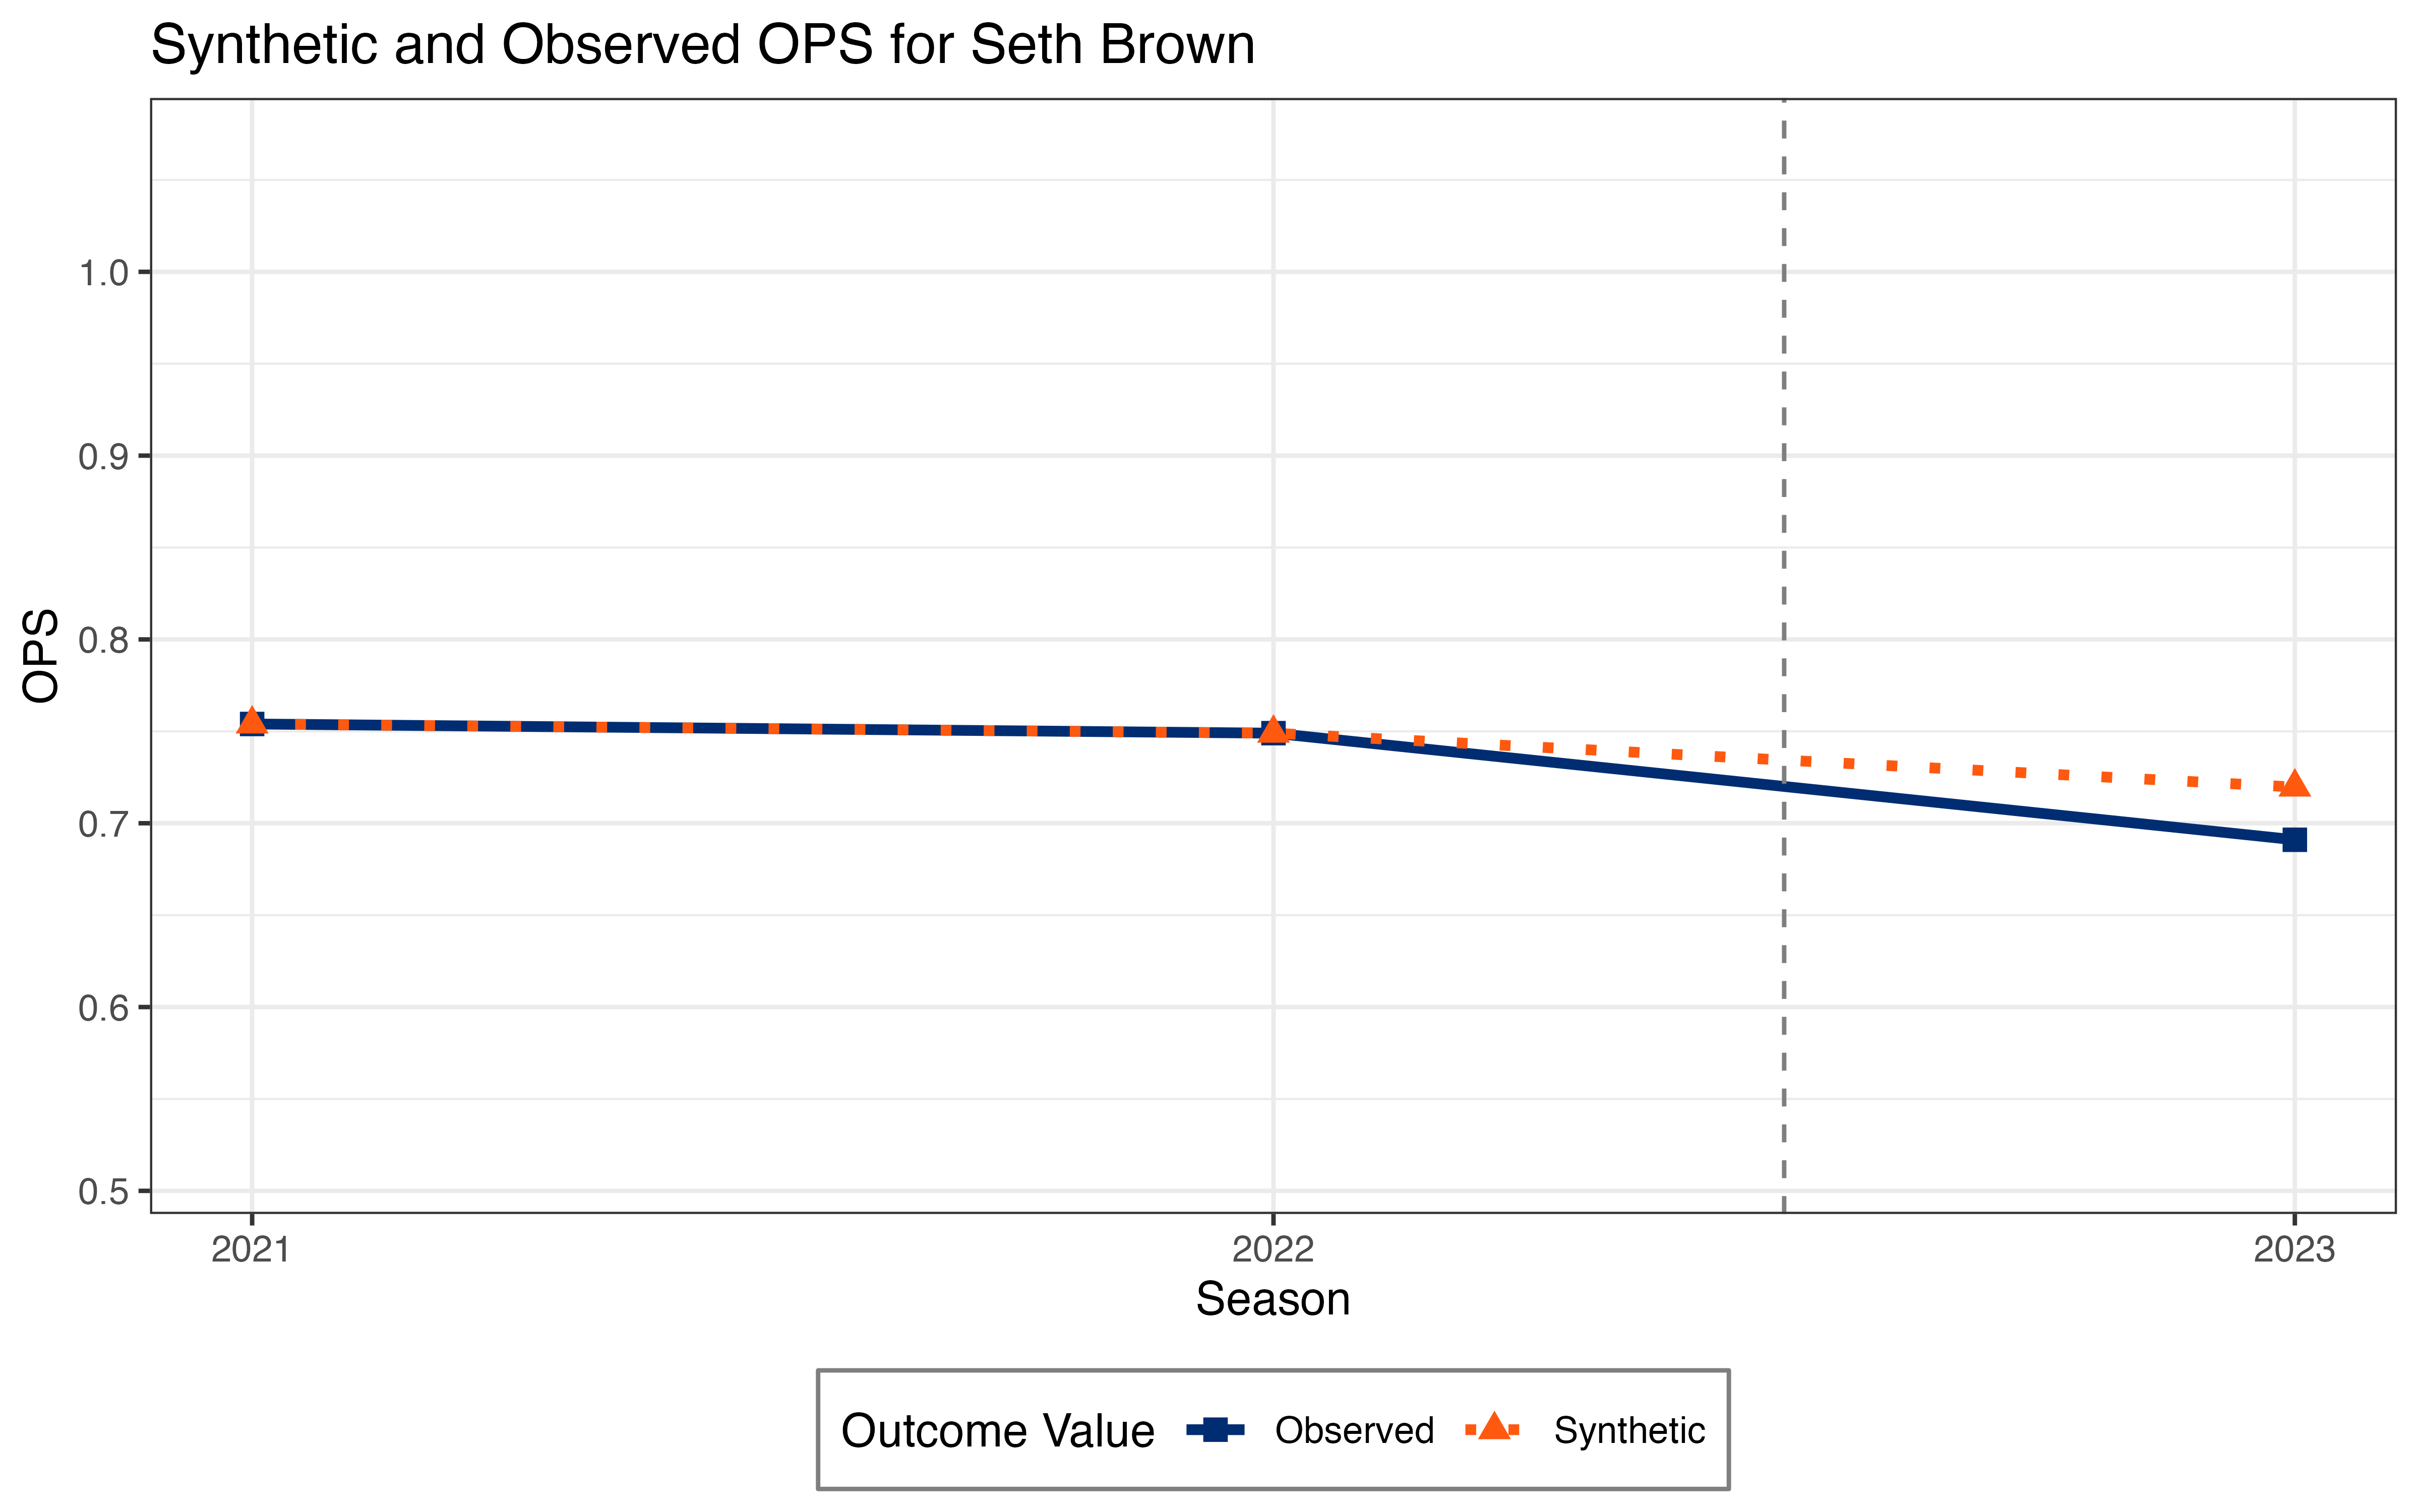 Synthetic and Observed OPS for Seth Brown
OPS
1.0
0.9
0.8
0.7
0.6
0.5
2021 2022 2023
Season
Outcome Value Observed Synthetic